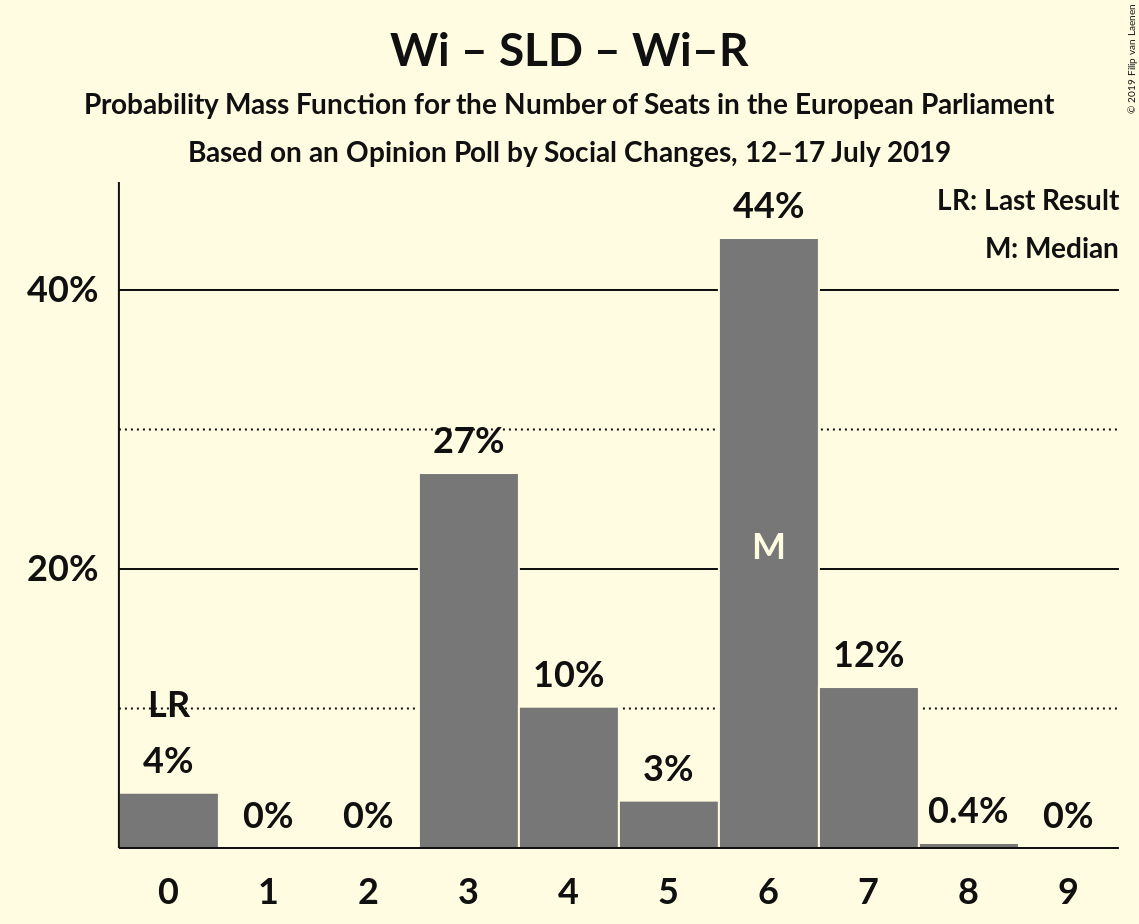 Wi – SLD – Wi–R
Probability Mass Function for the Number of Seats in the European Parliament
Based on an Opinion Poll by Social Changes, 12–17 July 2019
© 2019 Filip van Laenen
LR: Last Result
M: Median
44%
40%
27%
M
20%
12%
10%
LR
4%
3%
0%
0%
0.4%
0%
0 1 2 3 4 5 6 7 8 9